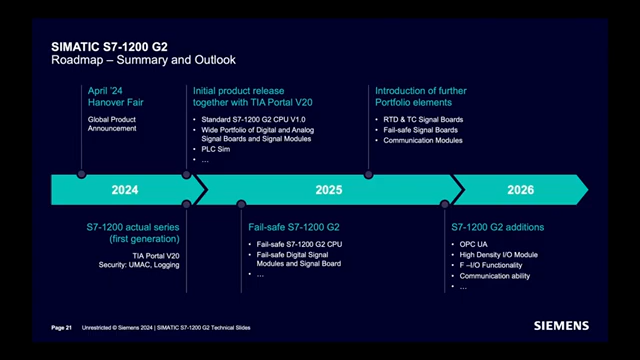 SIMATIC S7-1200 G2
Roadmap – Summary and Outlook
April '24
Hanover Fair
Global Product
Announcement
Initial product release
together with TIA Portal V20
• Standard S7-1200 G2 CPU V1.0
• Wide Portfolio of Digital and Analog
Signal Boards and Signal Modules
• PLC Sim
• …
Introduction of further
Portfolio elements
• RTD & TC Signal Boards
• Fail-safe Signal Boards
• Communication Modules
2024
2025
2026
S7-1200 actual series
(first generation)
TIA Portal V20
Security: UMAC, Logging
Fail-safe S7-1200 G2
• Fail-safe S7-1200 G2 CPU
• Fail-safe Digital Signal
Modules and Signal Board
• …
S7-1200 G2 additions
• OPC UA
• High Density I/O Module
• F –I/O Functionality
• Communication ability
• …
Page 21 Unrestricted © Siemens 2024 | SIMATIC S7-1200 G2 Technical Slides
SIEMENS